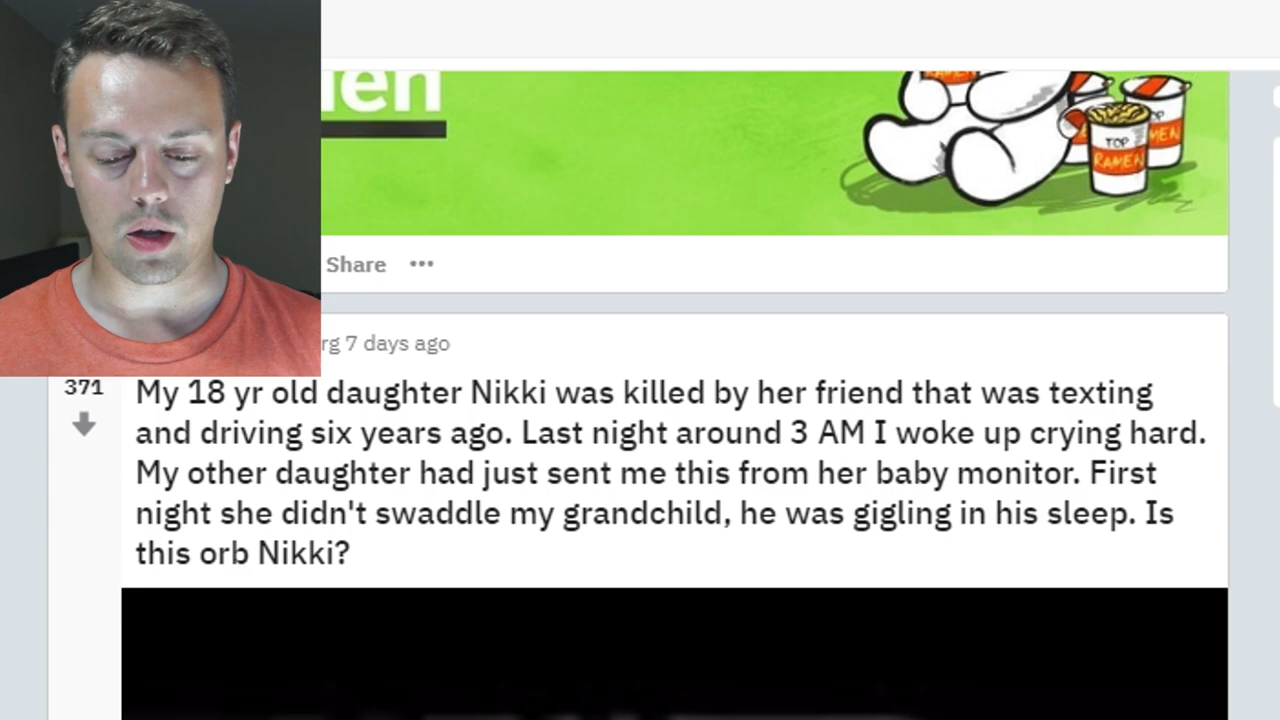 TOP
RAMEN
Share
7 days ago
371
My 18 yr old daughter Nikki was killed by her friend that was texting
and driving six years ago. Last night around 3 AM I woke up crying hard.
My other daughter had just sent me this from her baby monitor. First
night she didn't swaddle my grandchild, he was gigling in his sleep. Is
this orb Nikki?